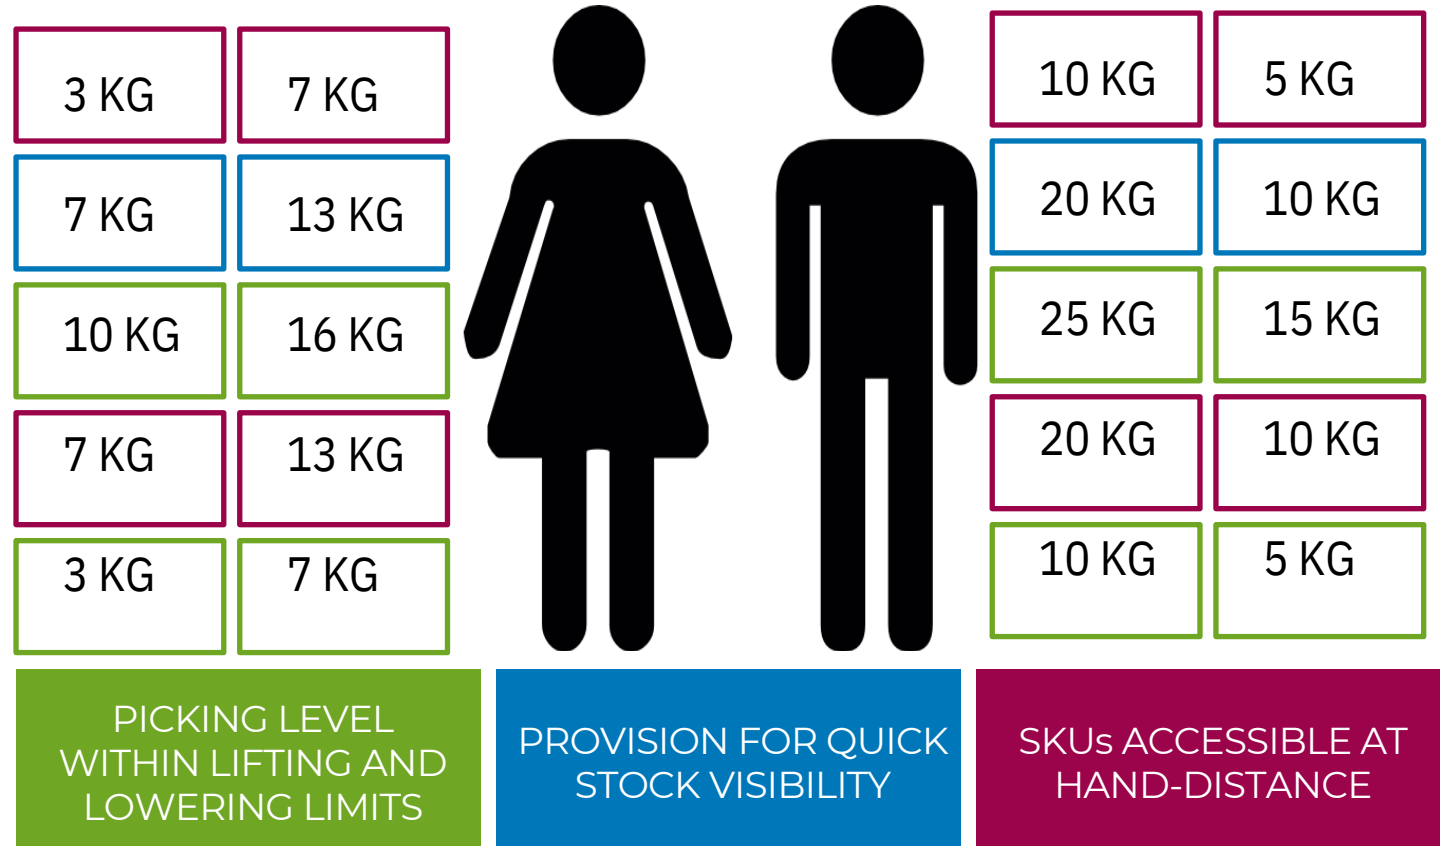 3 KG
7 KG
7 KG
13 KG
10 KG
16 KG
7 KG
13 KG
3 KG
7 KG
10 KG
5 KG
20 KG
10 KG
25 KG
15 KG
20 KG
10 KG
10 KG
5 KG
PICKING LEVEL
WITHIN LIFTING AND
LOWERING LIMITS
PROVISION FOR QUICK
STOCK VISIBILITY
SKUs ACCESSIBLE AT
HAND-DISTANCE